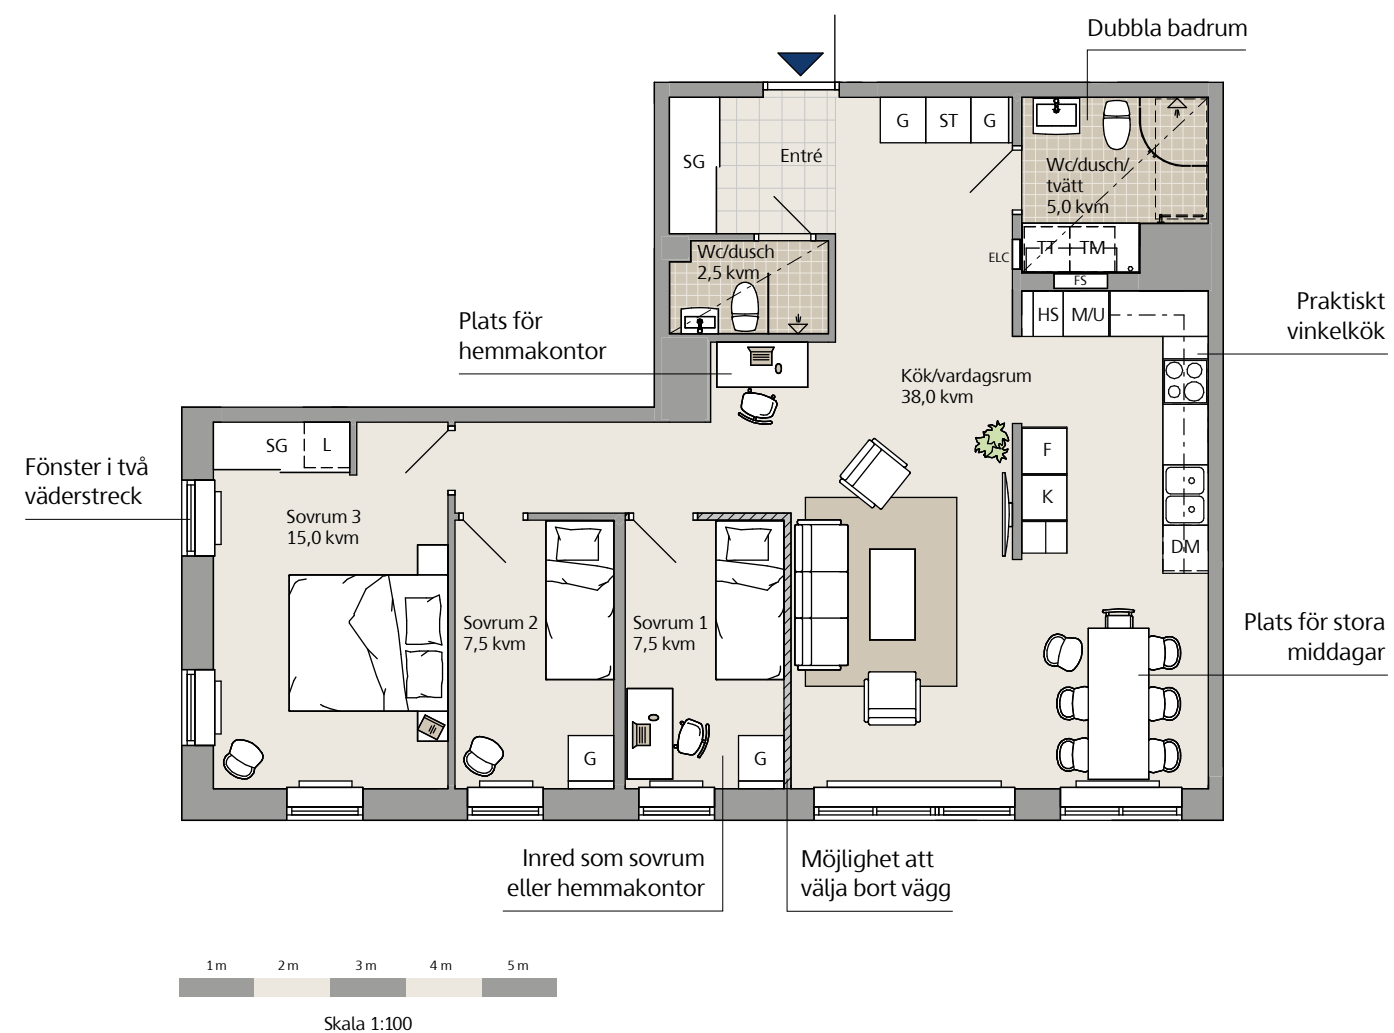 Dubbla badrum
SG
Entré
G
ST
G
Wc/dusch/
tvätt
5,0 kvm
Wc/dusch
2,5 kvm
ELC
TT
TM
FS
HS
M/U
Praktiskt
vinkelkök
Plats för
hemmakontor
Kök/vardagsrum
38,0 kvm
Fönster i två
väderstreck
SG
L
F
K
DM
Sovrum 3
15,0 kvm
Sovrum 2
7,5 kvm
Sovrum 1
7,5 kvm
Plats för stora
middagar
G
G
Inred som sovrum
eller hemmakontor
Möjlighet att
välja bort vägg
1 m
2 m
3 m
4 m
5 m
Skala 1:100